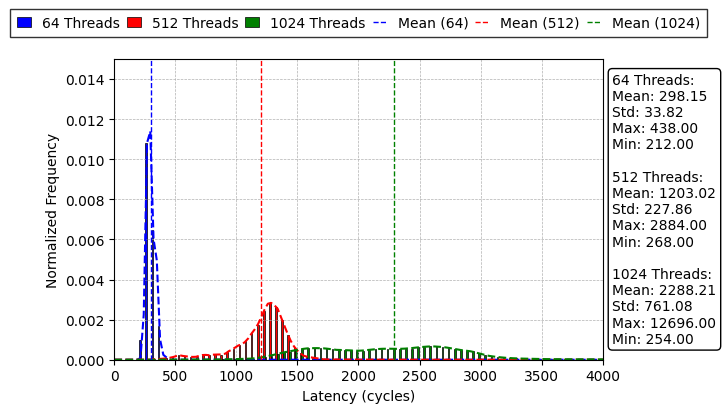 64 Threads 512 Threads 1024 Threads Mean (64) Mean (512) Mean (1024)
0.014
0.012
0.010
0.008
0.006
0.004
0.002
0.000
Normalized Frequency
0 500 1000 1500 2000 2500 3000 3500 4000
Latency (cycles)
64 Threads:
Mean: 298.15
Std: 33.82
Max: 438.00
Min: 212.00
512 Threads:
Mean: 1203.02
Std: 227.86
Max: 2884.00
Min: 268.00
1024 Threads:
Mean: 2288.21
Std: 761.08
Max: 12696.00
Min: 254.00